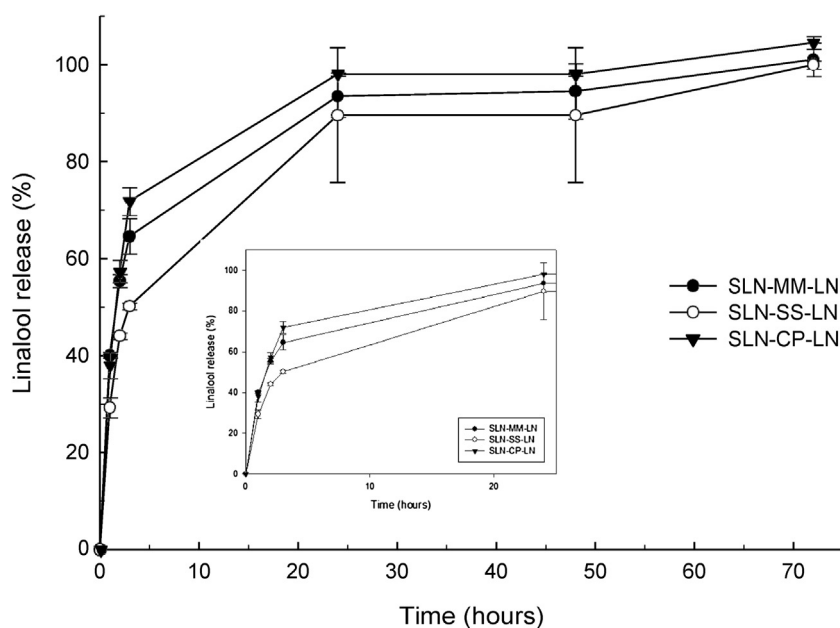 Linalool release (%)
100
80
60
40
20
0
0
10
20
30
40
50
60
70
Time (hours)
SLN-MM-LN
SLN-SS-LN
SLN-CP-LN
Linalool release (%)
100
80
60
40
20
0
0
10
20
Time (hours)
SLN-MM-LN
SLN-SS-LN
SLN-CP-LN